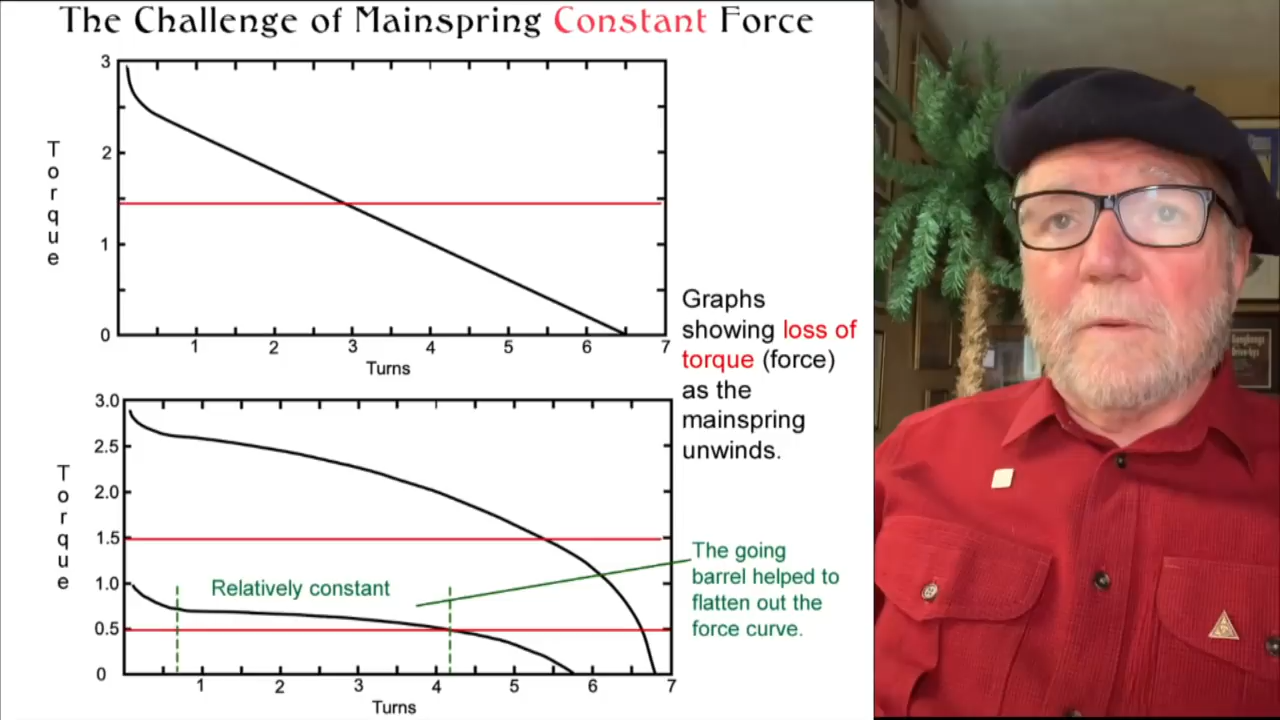 The Challenge of Mainspring Constant Force
3
2
1
0
Torque
1 2 3 4 5 6 7
Turns
Graphs
showing loss of
torque (force)
as the
mainspring
unwinds.
3.0
2.5
2.0
1.5
1.0
0.5
0
Torque
Relatively constant
1 2 3 4 5 6 7
Turns
The going
barrel helped to
flatten out the
force curve.